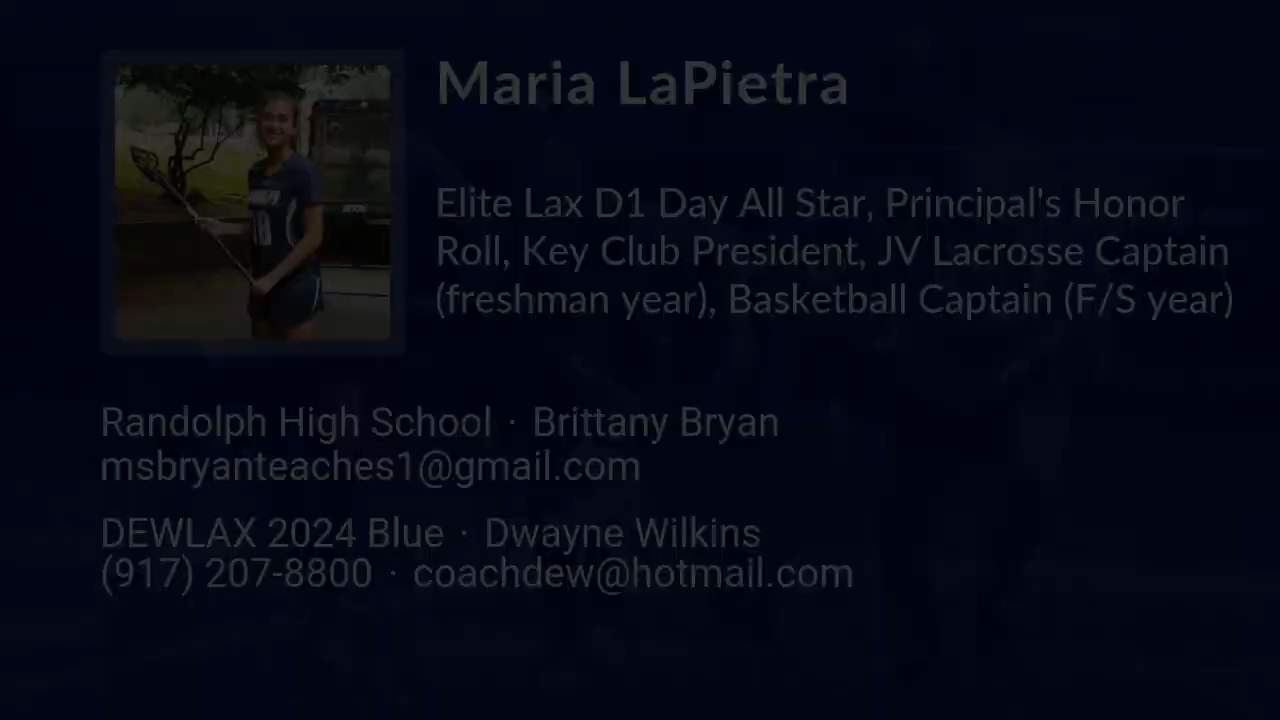 Maria LaPietra
Elite Lax D1 Day All Star, Principal's Honor
Roll, Key Club President, JV Lacrosse Captain
(freshman year), Basketball Captain (F/S year)
Randolph High School · Brittany Bryan
msbryanteaches1@gmail.com
DEWLAX 2024 Blue · Dwayne Wilkins
(917) 207-8800 · coachdew@hotmail.com